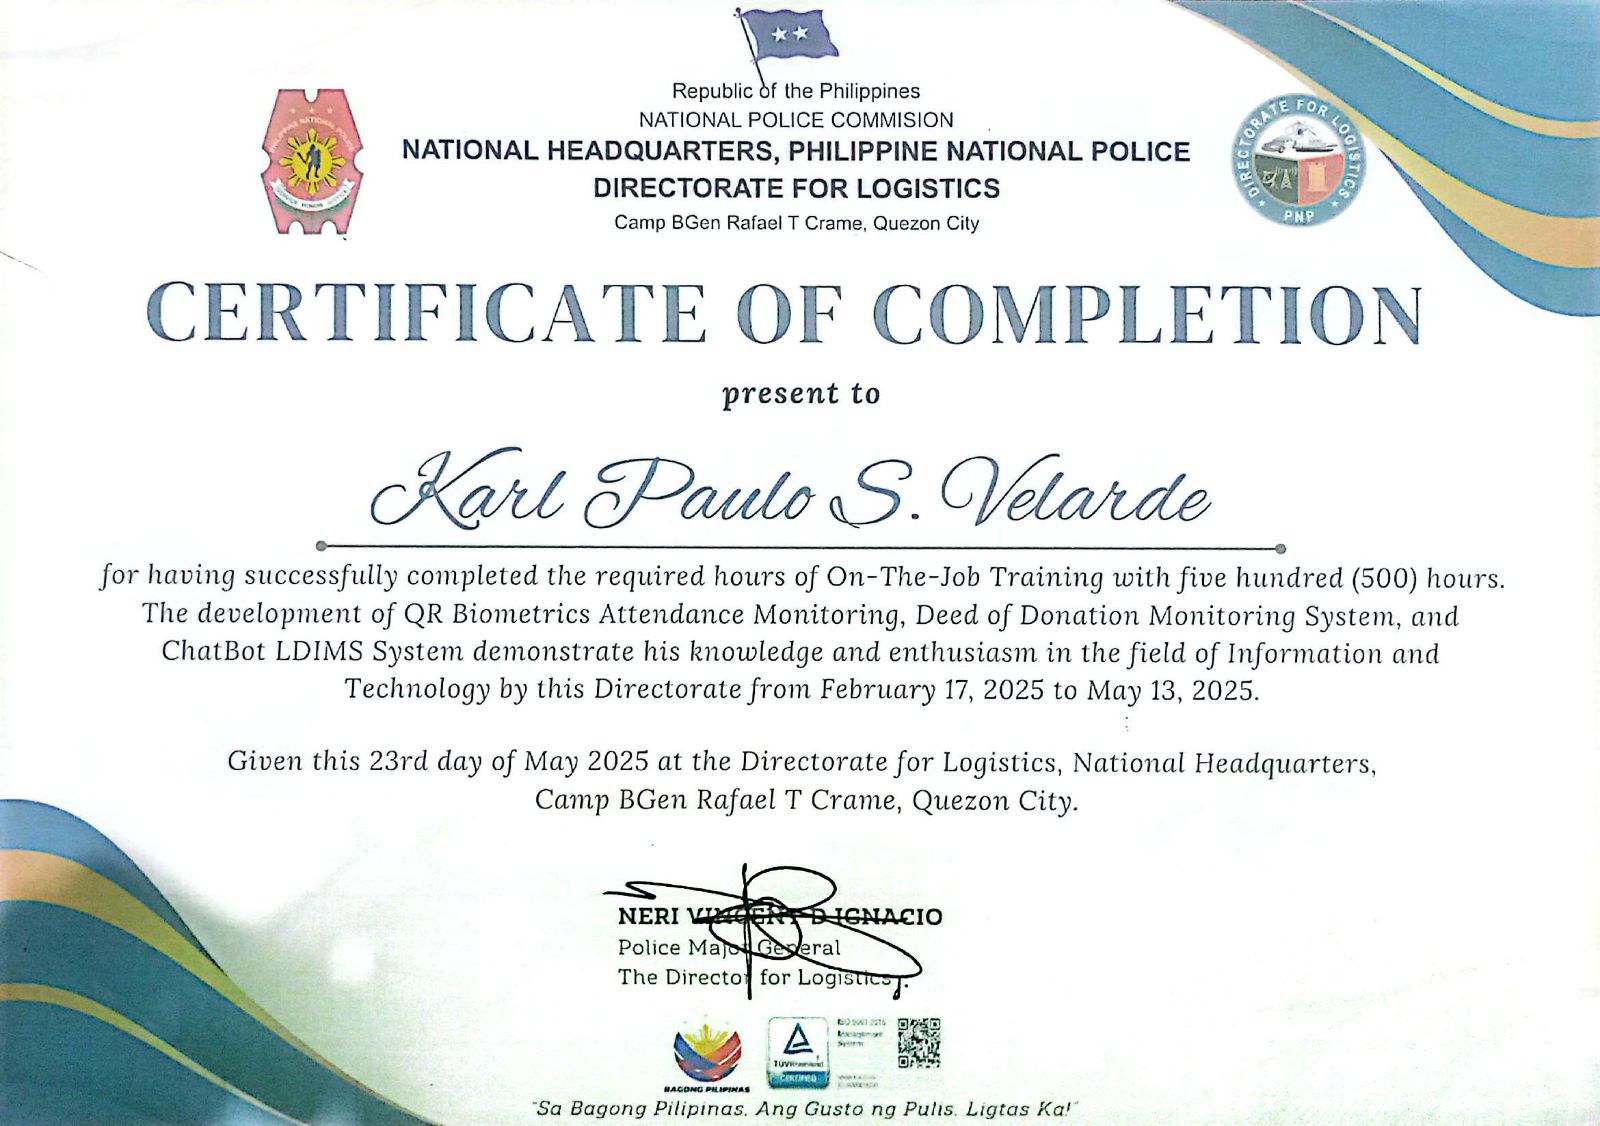 Republic of the Philippines
NATIONAL POLICE COMMISION
NATIONAL HEADQUARTERS, PHILIPPINE NATIONAL POLICE
DIRECTORATE FOR LOGISTICS
Camp BGen Rafael T Crame, Quezon City
PHILIPPINE NATIONAL POLICE
SERVICE HONOR JUSTICE
DIRECTORATE FOR LOGISTICS
PNP
CERTIFICATE OF COMPLETION
present to
Karl Paulo S. Velarde
for having successfully completed the required hours of On-The-Job Training with five hundred (500) hours.
The development of QR Biometrics Attendance Monitoring, Deed of Donation Monitoring System, and
ChatBot LDIMS System demonstrate his knowledge and enthusiasm in the field of Information and
Technology by this Directorate from February 17, 2025 to May 13, 2025.
Given this 23rd day of May 2025 at the Directorate for Logistics, National Headquarters,
Camp BGen Rafael T Crame, Quezon City.
NERI VINCENT D IGNACIO
Police Major General
The Director for Logistics
BAGONG PILIPINAS
TÜVRheinland
CERTIFIED
ISO 9001:2015
Management
System
"Sa Bagong Pilipinas, Ang Gusto ng Pulis, Ligtas Ka!"